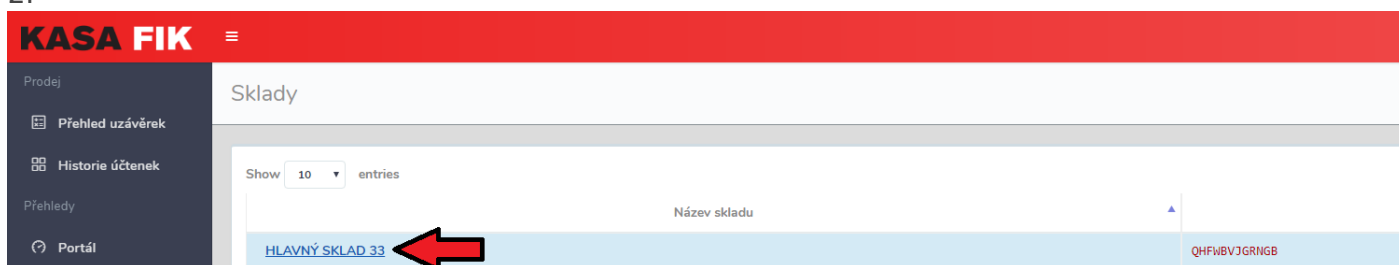 KASA FIK
Prodej
Sklady
Přehled uzávěrek
Historie účtenek
Show 10 entries
Přehledy
Název skladu
Portál
HLAVNÝ SKLAD 33
QHFWBVJGRNGB